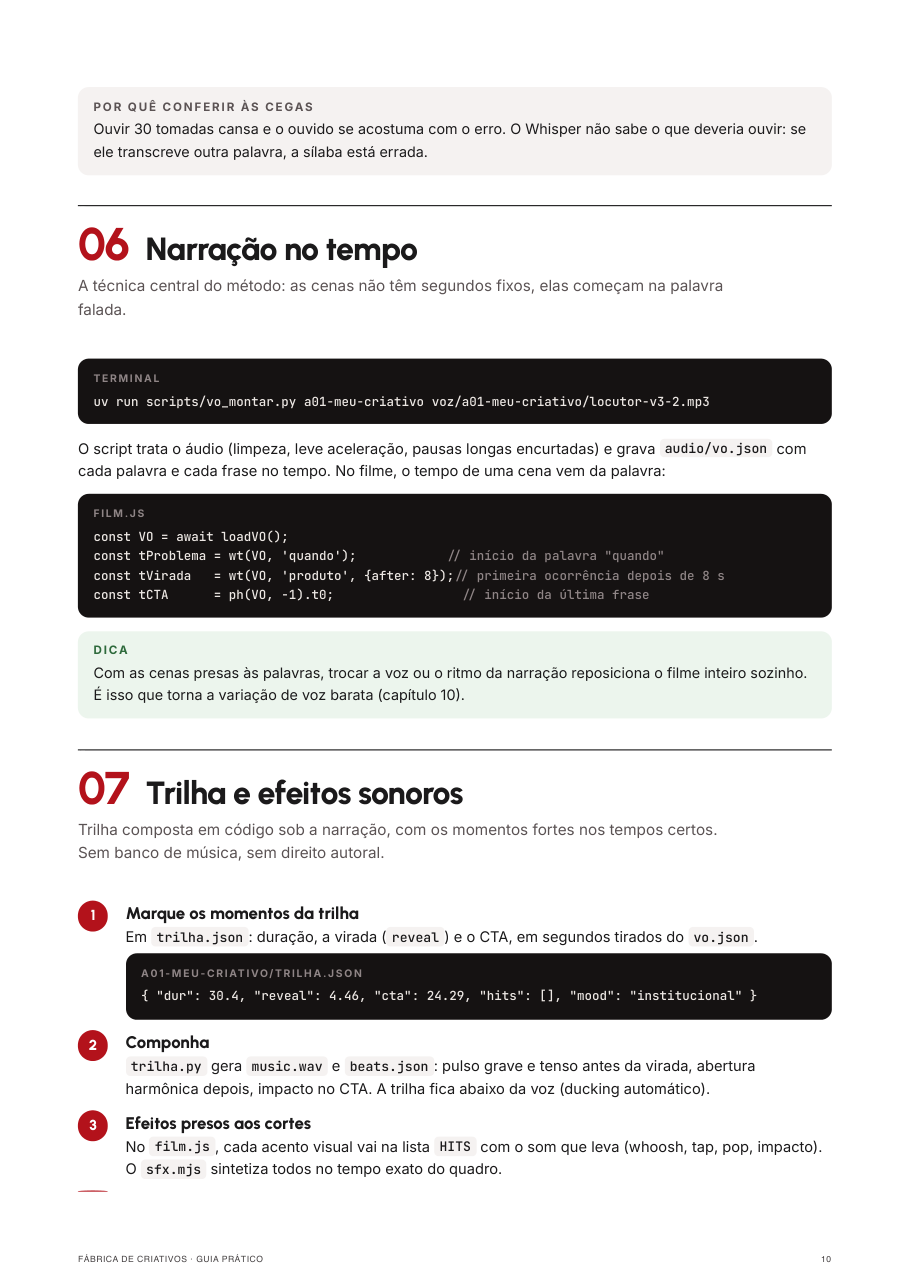 POR QUÊ CONFERIR ÀS CEGAS
Ouvir 30 tomadas cansa e o ouvido se acostuma com o erro. O Whisper não sabe o que deveria ouvir: se
ele transcreve outra palavra, a sílaba está errada.
06 Narração no tempo
A técnica central do método: as cenas não têm segundos fixos, elas começam na palavra
falada.
TERMINAL
uv run scripts/vo_montar.py a01-meu-criativo voz/a01-meu-criativo/locutor-v3-2.mp3
O script trata o áudio (limpeza, leve aceleração, pausas longas encurtadas) e grava audio/vo.json com
cada palavra e cada frase no tempo. No filme, o tempo de uma cena vem da palavra:
FILM.JS
const VO = await loadVO();
const tProblema = wt(VO, 'quando'); // início da palavra "quando"
const tVirada = wt(VO, 'produto', {after: 8});// primeira ocorrência depois de 8 s
const tCTA = ph(VO, -1).t0; // início da última frase
DICA
Com as cenas presas às palavras, trocar a voz ou o ritmo da narração reposiciona o filme inteiro sozinho.
É isso que torna a variação de voz barata (capítulo 10).
07 Trilha e efeitos sonoros
Trilha composta em código sob a narração, com os momentos fortes nos tempos certos.
Sem banco de música, sem direito autoral.
1 Marque os momentos da trilha
Em trilha.json: duração, a virada (reveal) e o CTA, em segundos tirados do vo.json.
A01-MEU-CRIATIVO/TRILHA.JSON
{ "dur": 30.4, "reveal": 4.46, "cta": 24.29, "hits": [], "mood": "institucional" }
2 Componha
trilha.py gera music.wav e beats.json: pulso grave e tenso antes da virada, abertura
harmônica depois, impacto no CTA. A trilha fica abaixo da voz (ducking automático).
3 Efeitos presos aos cortes
No film.js, cada acento visual vai na lista HITS com o som que leva (whoosh, tap, pop, impacto).
O sfx.mjs sintetiza todos no tempo exato do quadro.
FÁBRICA DE CRIATIVOS · GUIA PRÁTICO 10